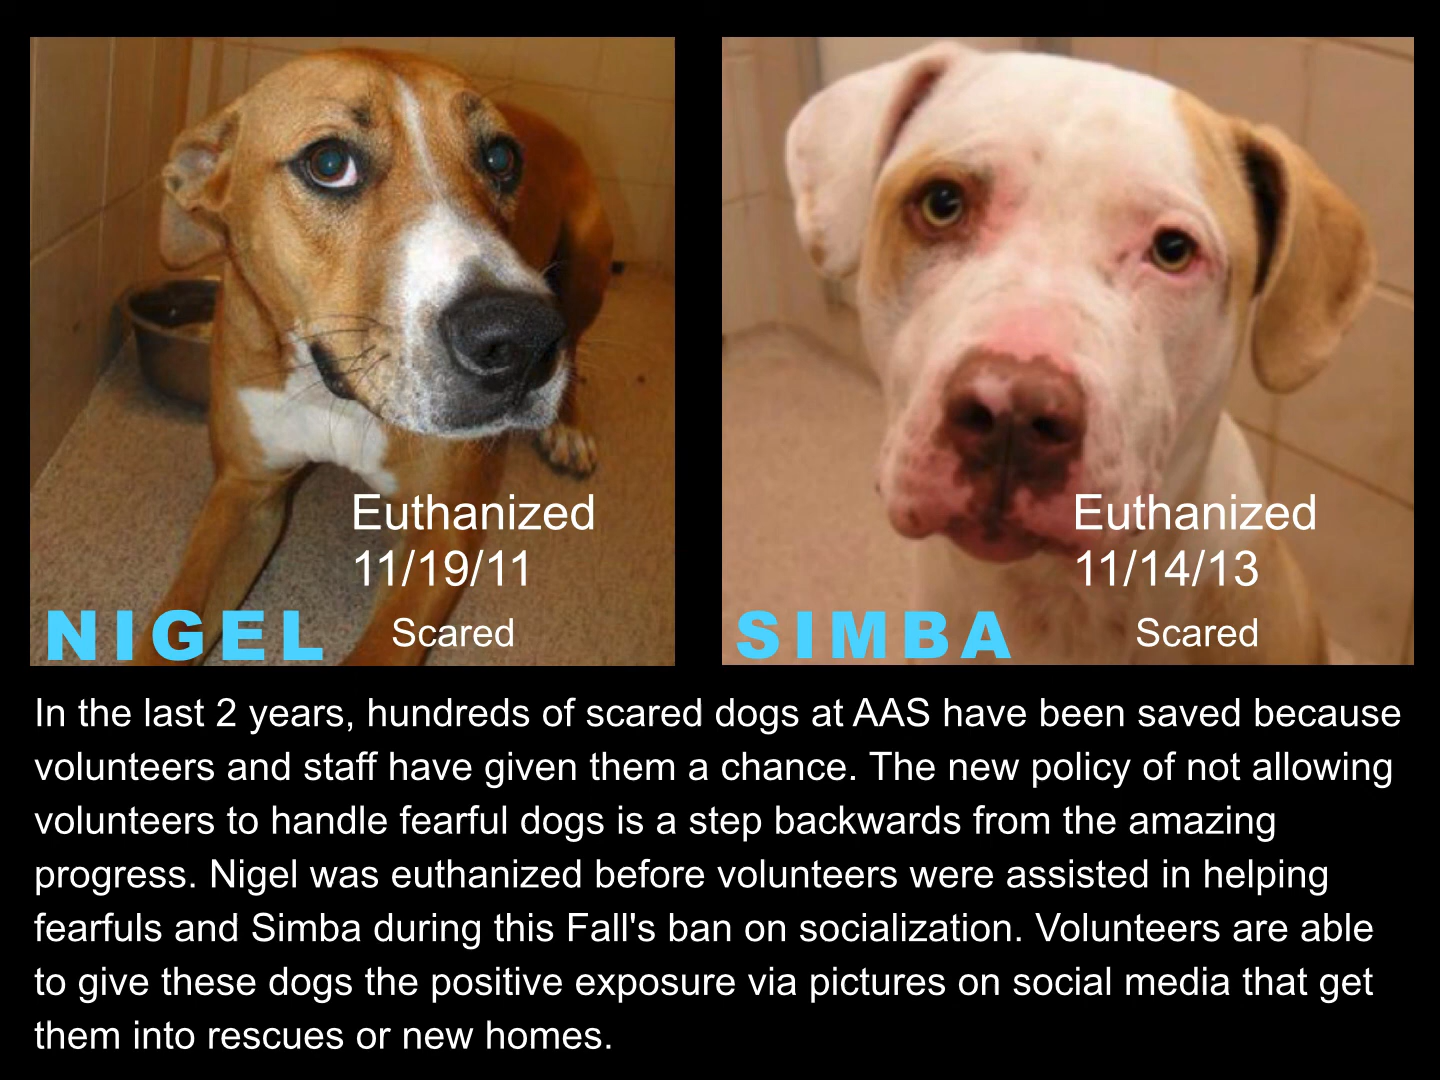 Euthanized
11/19/11
NIGEL Scared
Euthanized
11/14/13
SIMBA Scared
In the last 2 years, hundreds of scared dogs at AAS have been saved because
volunteers and staff have given them a chance. The new policy of not allowing
volunteers to handle fearful dogs is a step backwards from the amazing
progress. Nigel was euthanized before volunteers were assisted in helping
fearfuls and Simba during this Fall's ban on socialization. Volunteers are able
to give these dogs the positive exposure via pictures on social media that get
them into rescues or new homes.